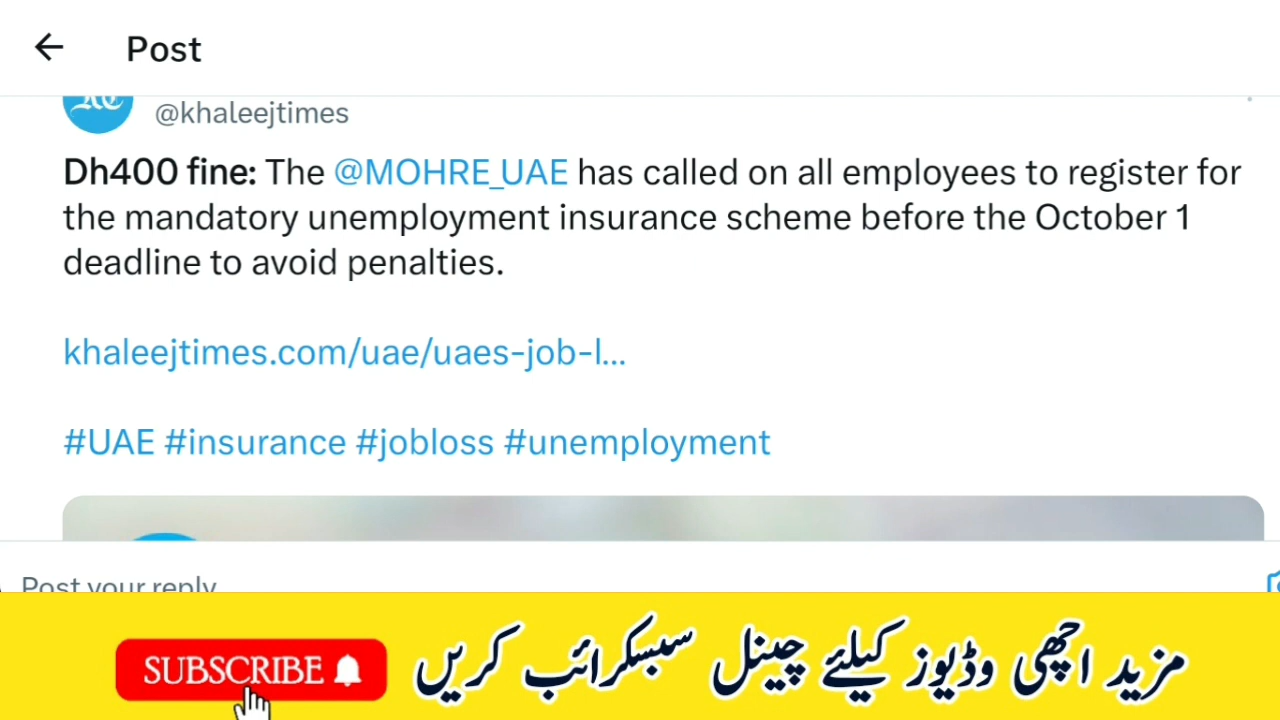 Post
@khaleejtimes
Dh400 fine: The @MOHRE_UAE has called on all employees to register for
the mandatory unemployment insurance scheme before the October 1
deadline to avoid penalties.
khaleejtimes.com/uae/uaes-job-l...
#UAE #insurance #jobloss #unemployment
Post your reply
SUBSCRIBE
مزید اچھی وڈیوز کیلئے چینل سبسکرائب کریں